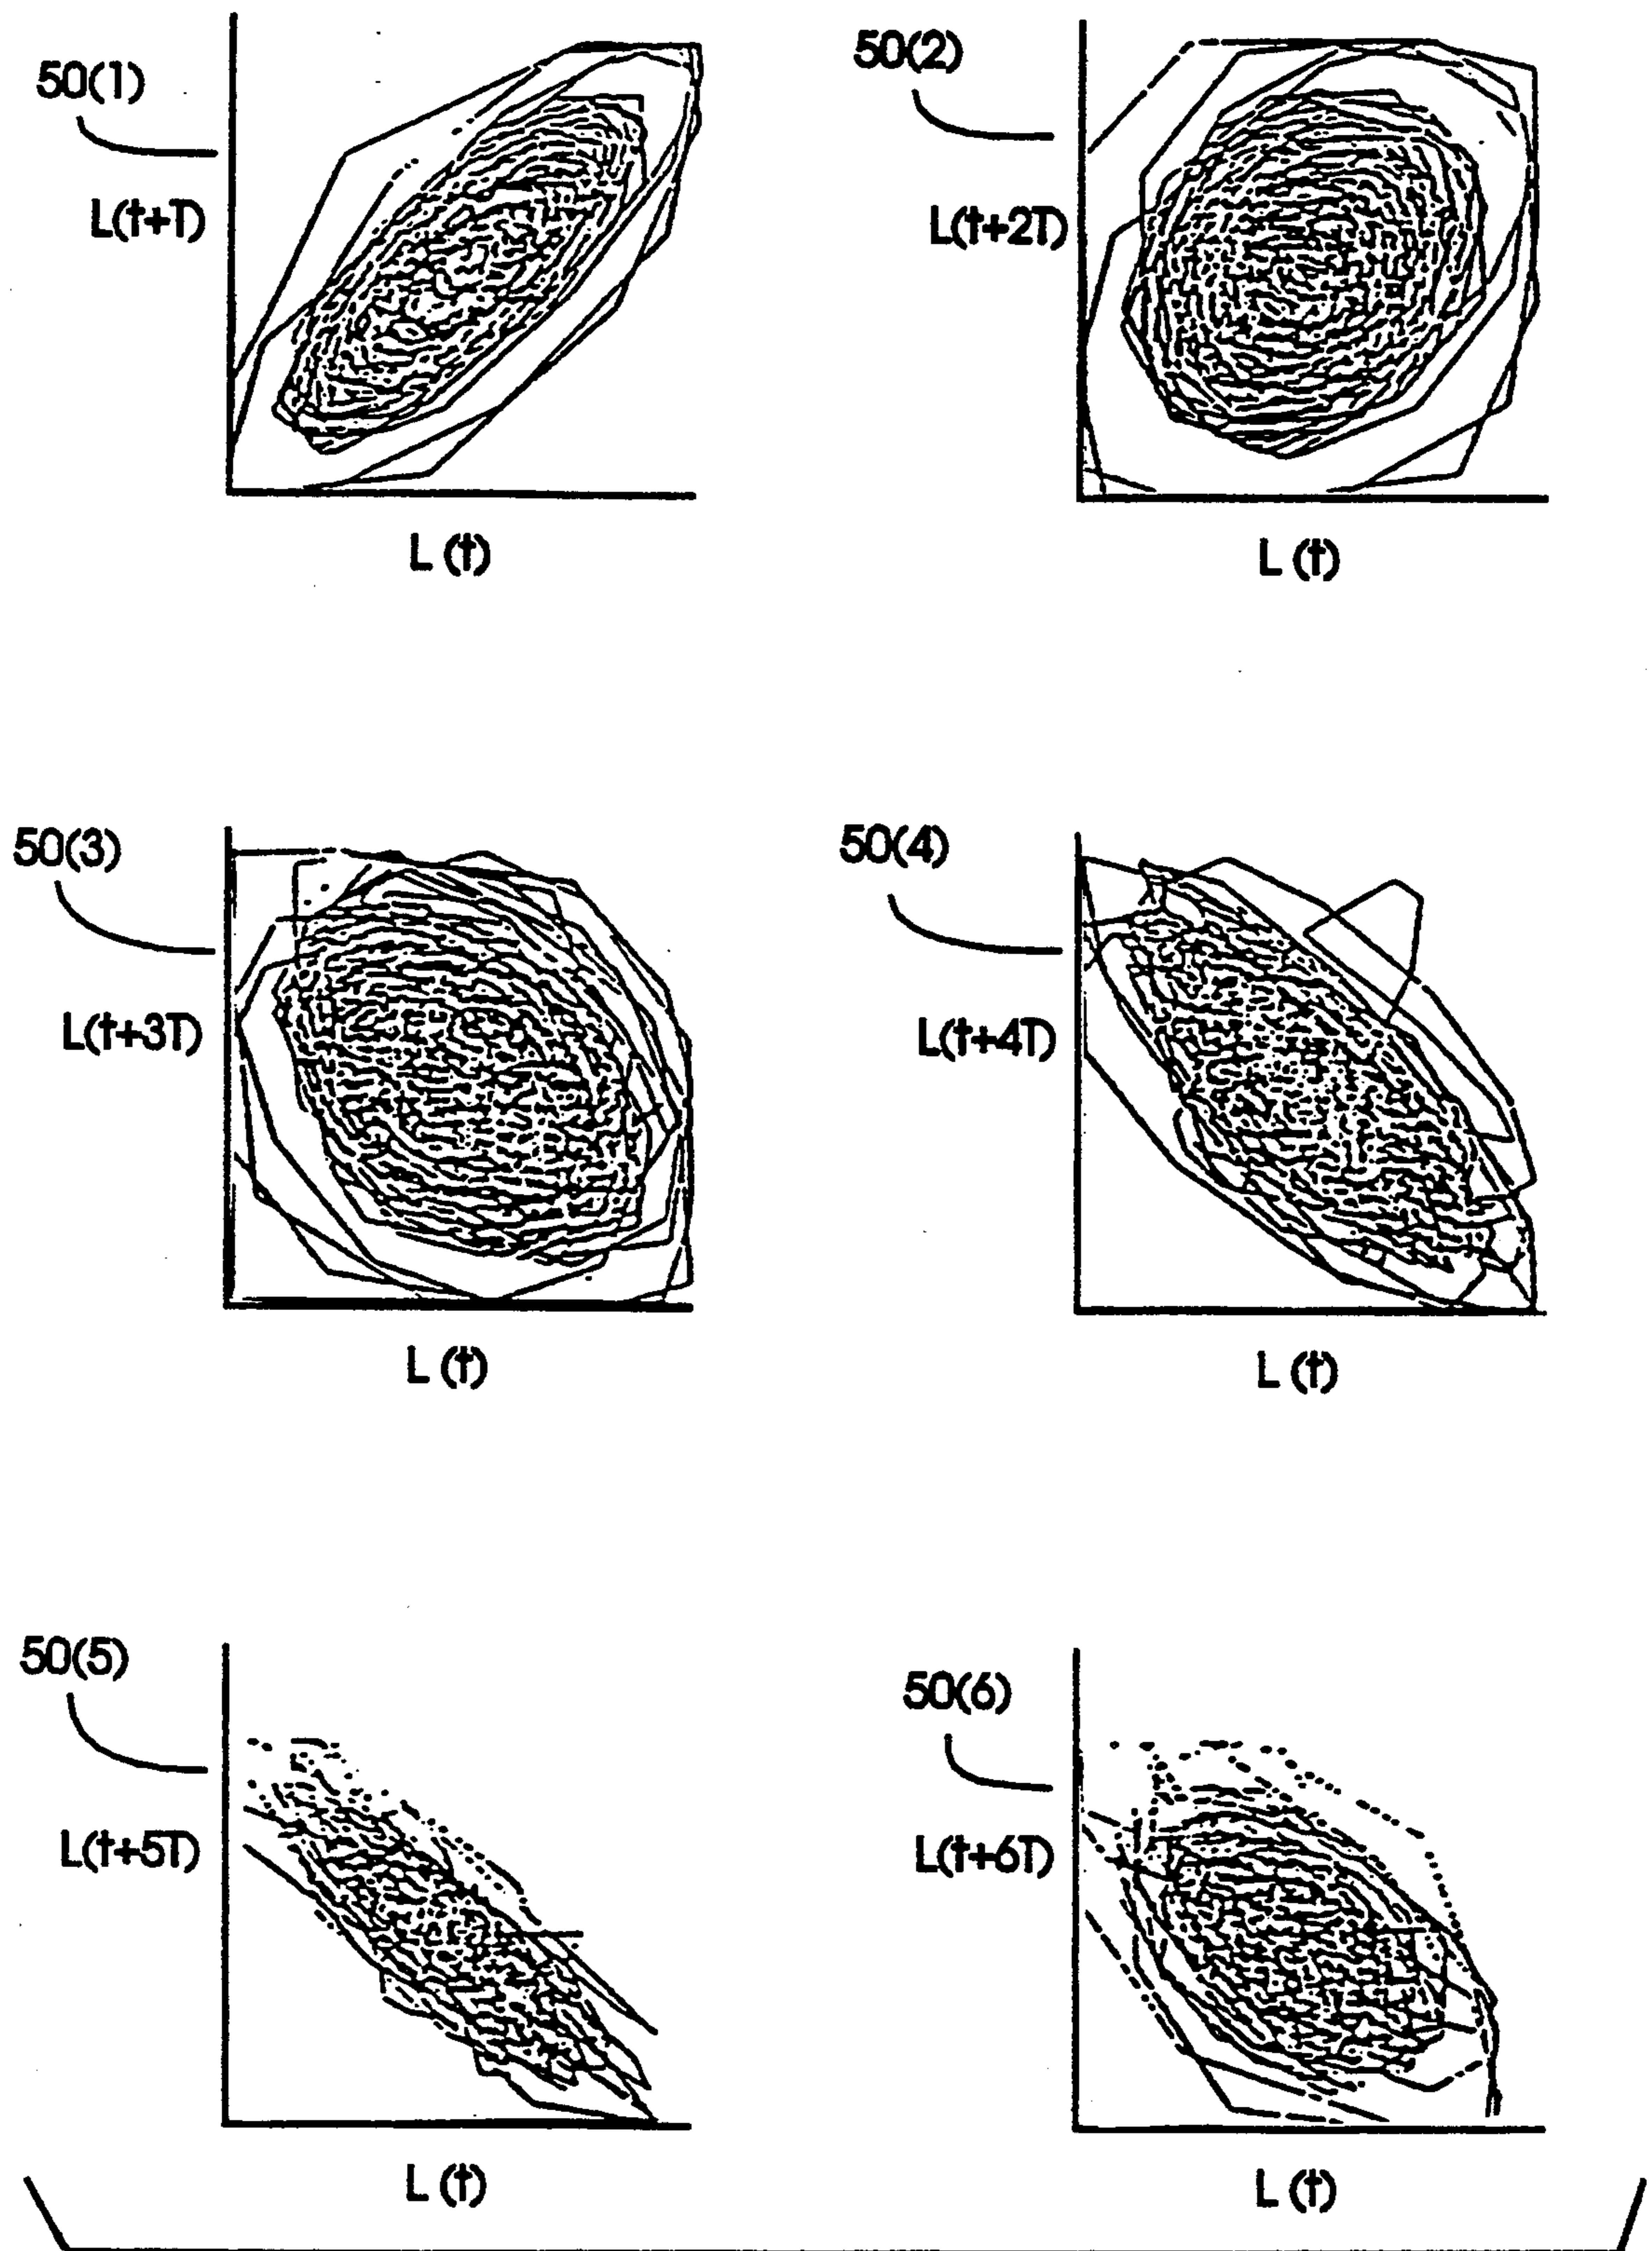 50(1)
L(t+T)
L (t)
50(2)
L(t+2T)
L (t)
50(3)
L(t+3T)
L (t)
50(4)
L(t+4T)
L (t)
50(5)
L(t+5T)
L (t)
50(6)
L(t+6T)
L (t)